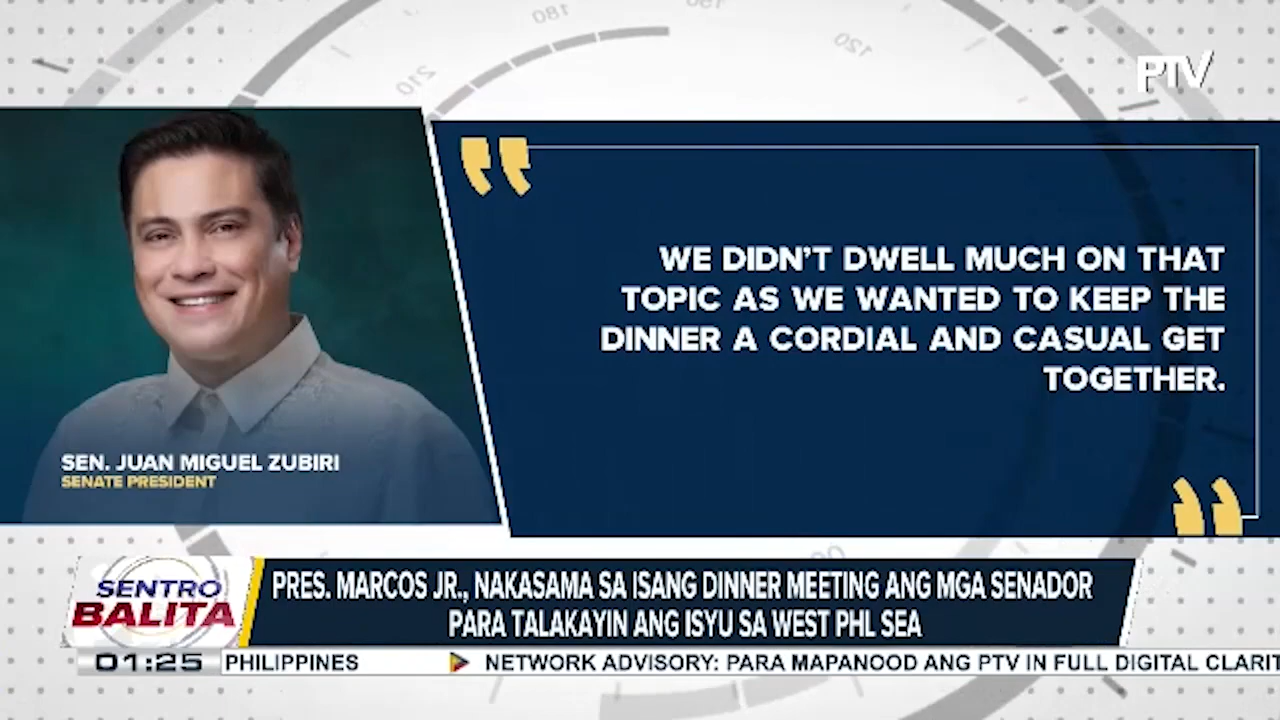 PTV
WE DIDN'T DWELL MUCH ON THAT
TOPIC AS WE WANTED TO KEEP THE
DINNER A CORDIAL AND CASUAL GET
TOGETHER.
SEN. JUAN MIGUEL ZUBIRI
SENATE PRESIDENT
SENTRO
BALITA
PRES. MARCOS JR., NAKASAMA SA ISANG DINNER MEETING ANG MGA SENADOR
PARA TALAKAYIN ANG ISYU SA WEST PHL SEA
01:25 PHILIPPINES NETWORK ADVISORY: PARA MAPANOOD ANG PTV IN FULL DIGITAL CLARIT
180
120
210